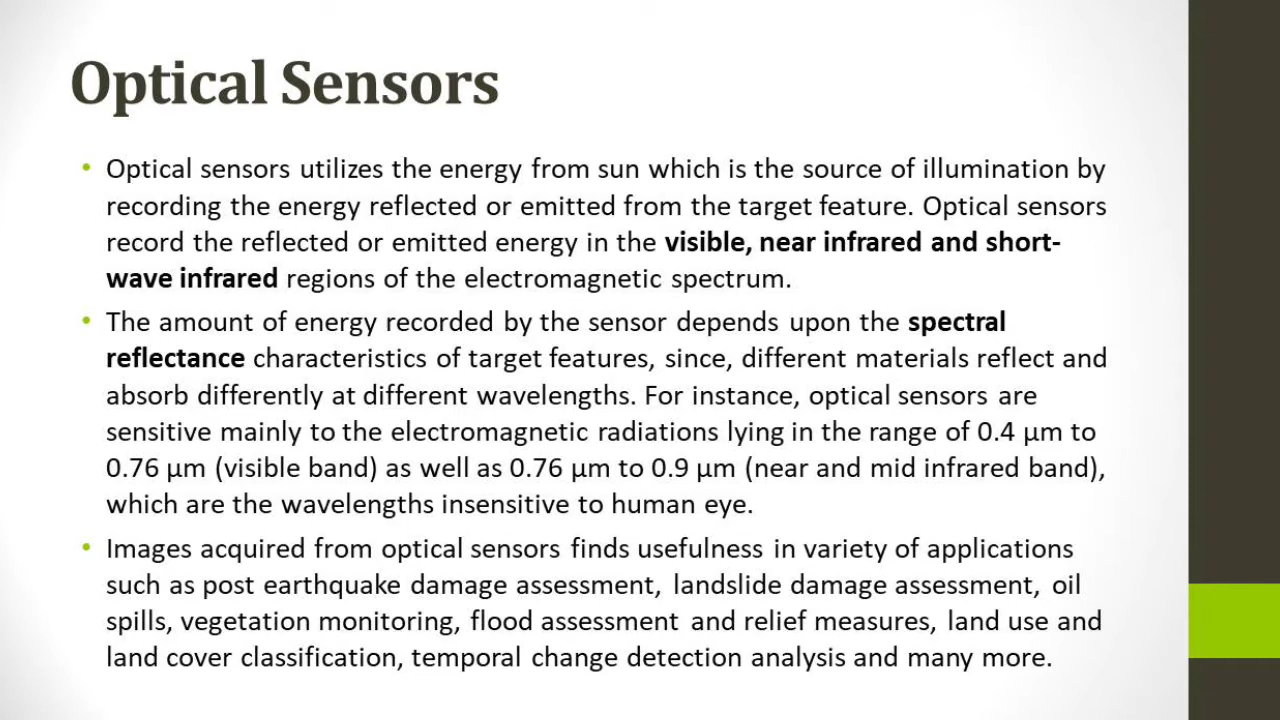 Optical Sensors
• Optical sensors utilizes the energy from sun which is the source of illumination by
recording the energy reflected or emitted from the target feature. Optical sensors
record the reflected or emitted energy in the visible, near infrared and short-
wave infrared regions of the electromagnetic spectrum.
• The amount of energy recorded by the sensor depends upon the spectral
reflectance characteristics of target features, since, different materials reflect and
absorb differently at different wavelengths. For instance, optical sensors are
sensitive mainly to the electromagnetic radiations lying in the range of 0.4 μm to
0.76 μm (visible band) as well as 0.76 μm to 0.9 μm (near and mid infrared band),
which are the wavelengths insensitive to human eye.
• Images acquired from optical sensors finds usefulness in variety of applications
such as post earthquake damage assessment, landslide damage assessment, oil
spills, vegetation monitoring, flood assessment and relief measures, land use and
land cover classification, temporal change detection analysis and many more.